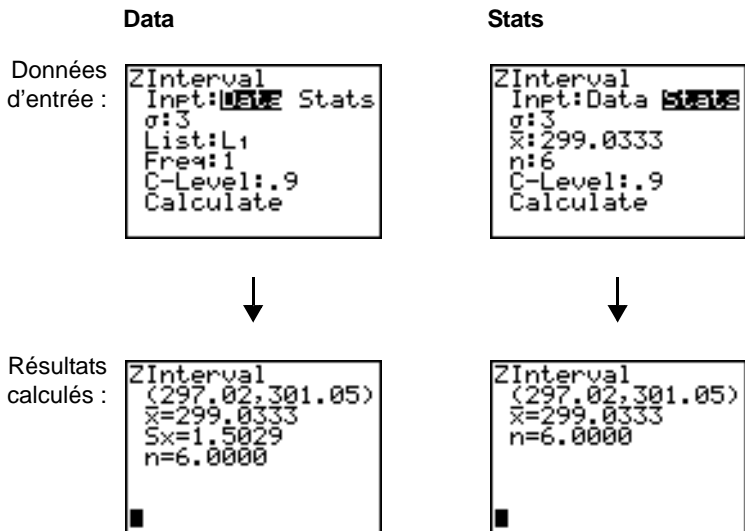 Data
Stats
Données
d'entrée :
ZInterval
Inpt:Data Stats
σ:3
List:L₁
Freq:1
C-Level:.9
Calculate
ZInterval
Inpt:Data Stats
σ:3
x̄:299.0333
n:6
C-Level:.9
Calculate
Résultats
calculés :
ZInterval
(297.02,301.05)
x̄=299.0333
Sx=1.5029
n=6.0000
ZInterval
(297.02,301.05)
x̄=299.0333
n=6.0000